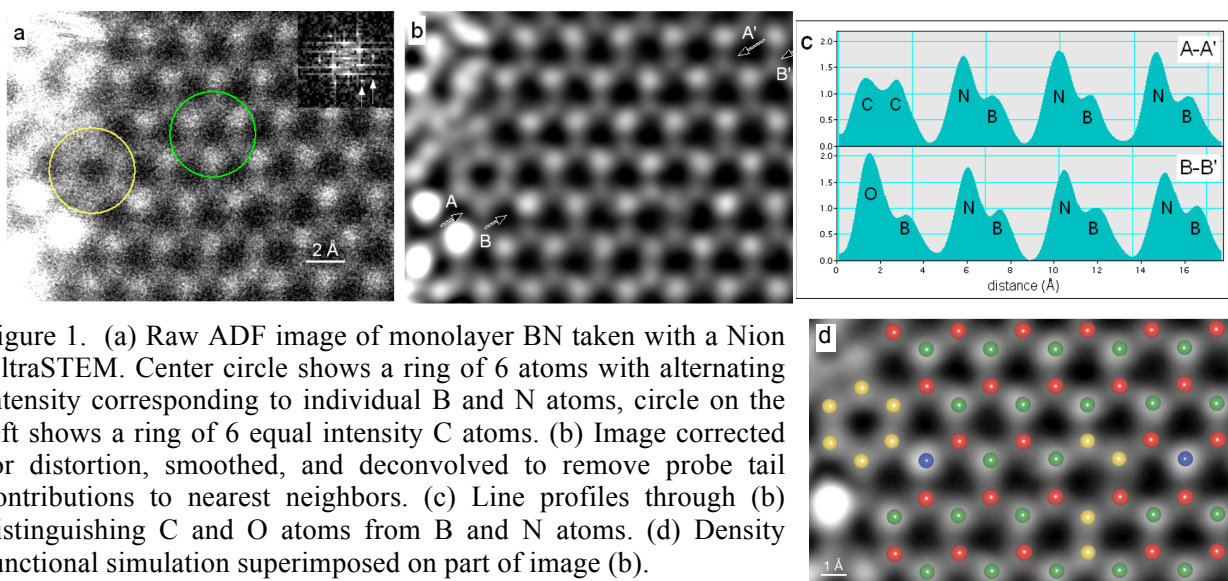 a
2 Å
b
A'
B'
A
B
c
A-A'
2.0
1.5
1.0
0.5
0.0
C C N B N B N B
B-B'
2.0
1.5
1.0
0.5
0.0
O B N B N B N B
0 2 4 6 8 10 12 14 16
distance (Å)
igure 1. (a) Raw ADF image of monolayer BN taken with a Nion
ltraSTEM. Center circle shows a ring of 6 atoms with alternating
ntensity corresponding to individual B and N atoms, circle on the
eft shows a ring of 6 equal intensity C atoms. (b) Image corrected
or distortion, smoothed, and deconvolved to remove probe tail
ontributions to nearest neighbors. (c) Line profiles through (b)
istinguishing C and O atoms from B and N atoms. (d) Density
unctional simulation superimposed on part of image (b).
d
1 Å